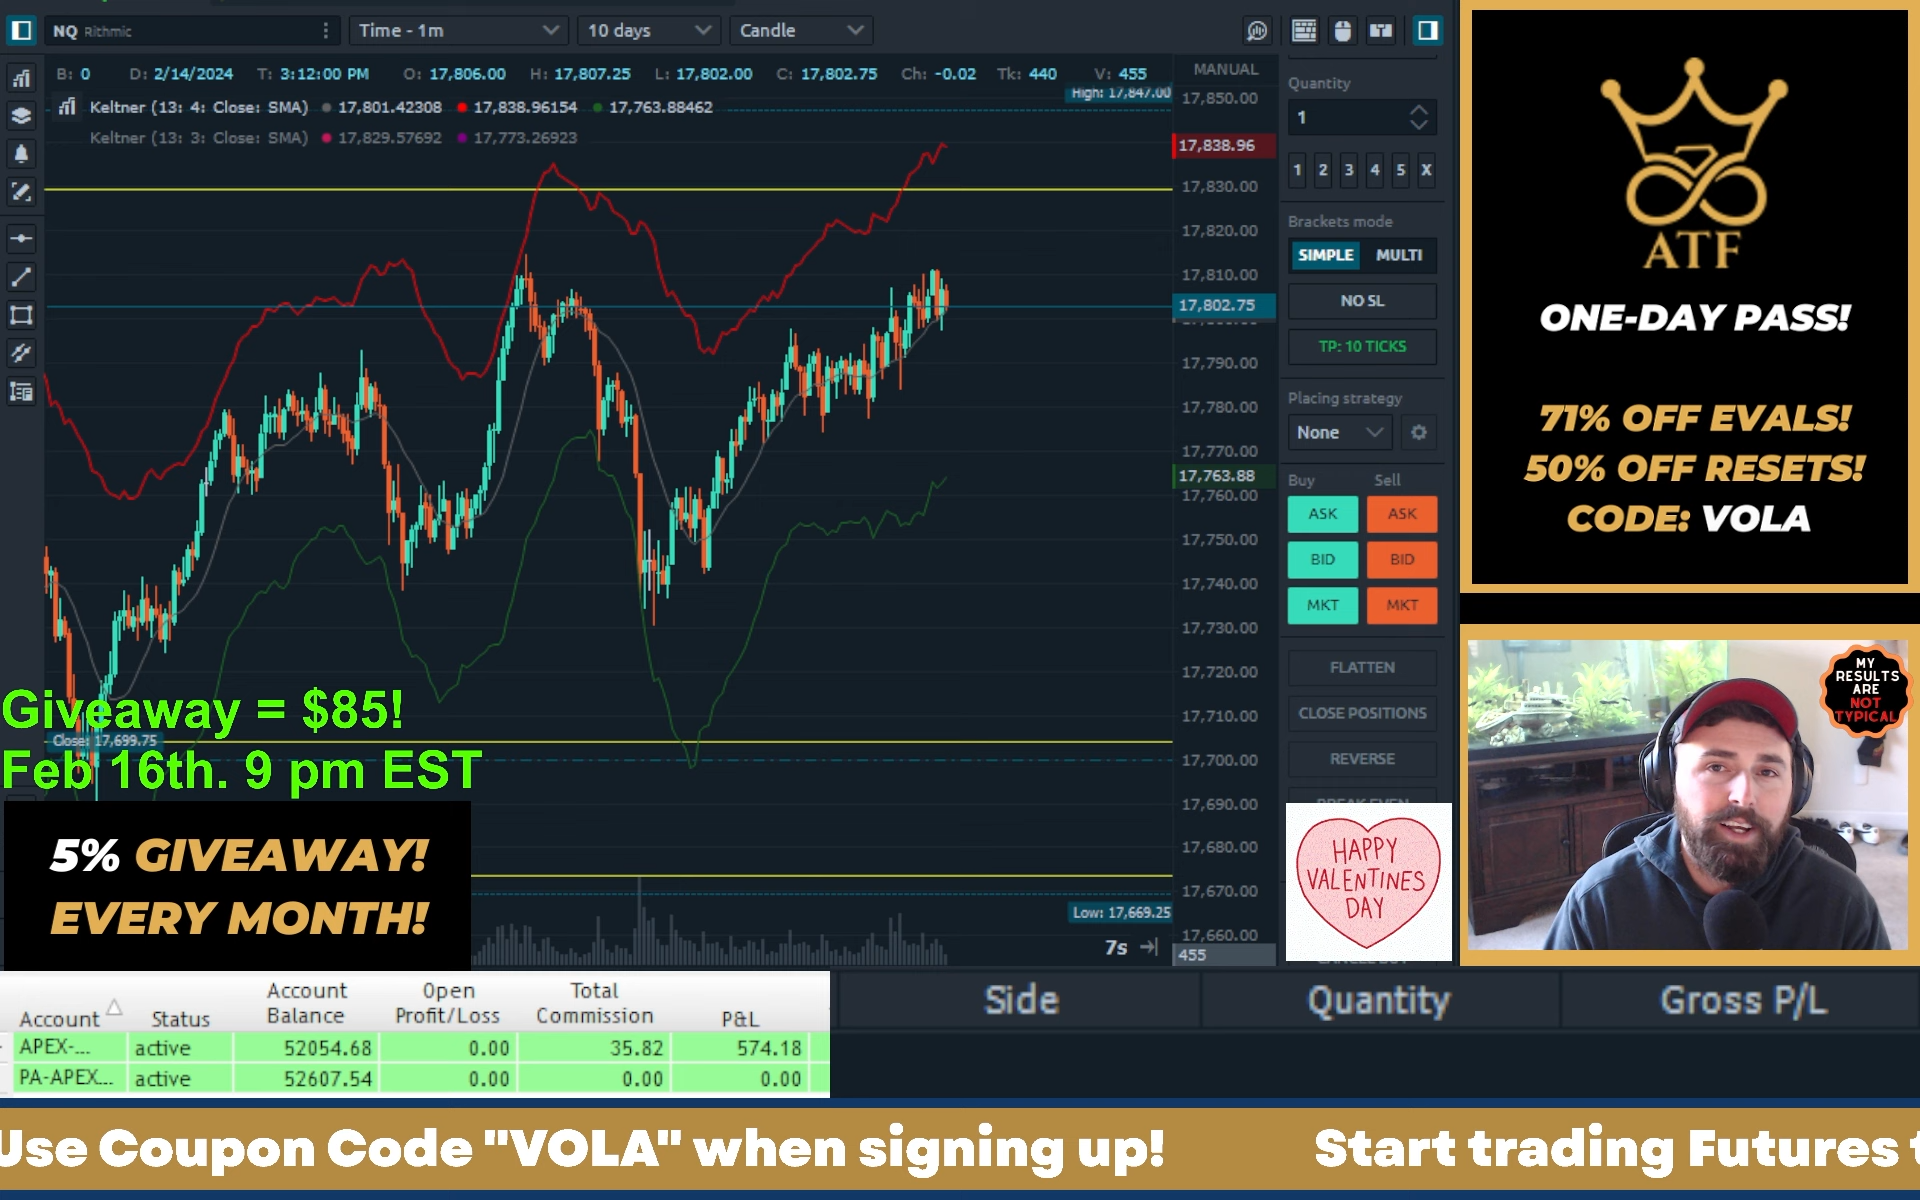 NQ Rithmic
Time - 1m
10 days
Candle
B: 0 D: 2/14/2024 T: 3:12:00 PM O: 17,806.00 H: 17,807.25 L: 17,802.00 C: 17,802.75 Ch: -0.02 Tk: 440 V: 455
Keltner (13: 4: Close: SMA) 17,801.42308 17,838.96154 17,763.88462
Keltner (13: 3: Close: SMA) 17,829.57692 17,773.26923
High: 17,847.00
MANUAL
17,850.00
17,838.96
17,830.00
17,820.00
17,810.00
17,802.75
17,790.00
17,780.00
17,770.00
17,763.88
17,760.00
17,750.00
17,740.00
17,730.00
17,720.00
17,710.00
17,700.00
17,690.00
17,680.00
17,670.00
17,660.00
455
Low: 17,669.25
7s
Close: 17,699.75
Quantity
1
1 2 3 4 5 X
Brackets mode
SIMPLE MULTI
NO SL
TP: 10 TICKS
Placing strategy
None
Buy Sell
ASK ASK
BID BID
MKT MKT
FLATTEN
CLOSE POSITIONS
REVERSE
HAPPY
VALENTINES
DAY
ATF
ONE-DAY PASS!
71% OFF EVALS!
50% OFF RESETS!
CODE: VOLA
MY
RESULTS
ARE
NOT
TYPICAL
Giveaway = $85!
Feb 16th. 9 pm EST
5% GIVEAWAY!
EVERY MONTH!
Account Status Account Balance Open Profit/Loss Total Commission P&L
APEX-... active 52054.68 0.00 35.82 574.18
PA-APEX... active 52607.54 0.00 0.00 0.00
Side Quantity Gross P/L
Use Coupon Code "VOLA" when signing up! Start trading Futures t